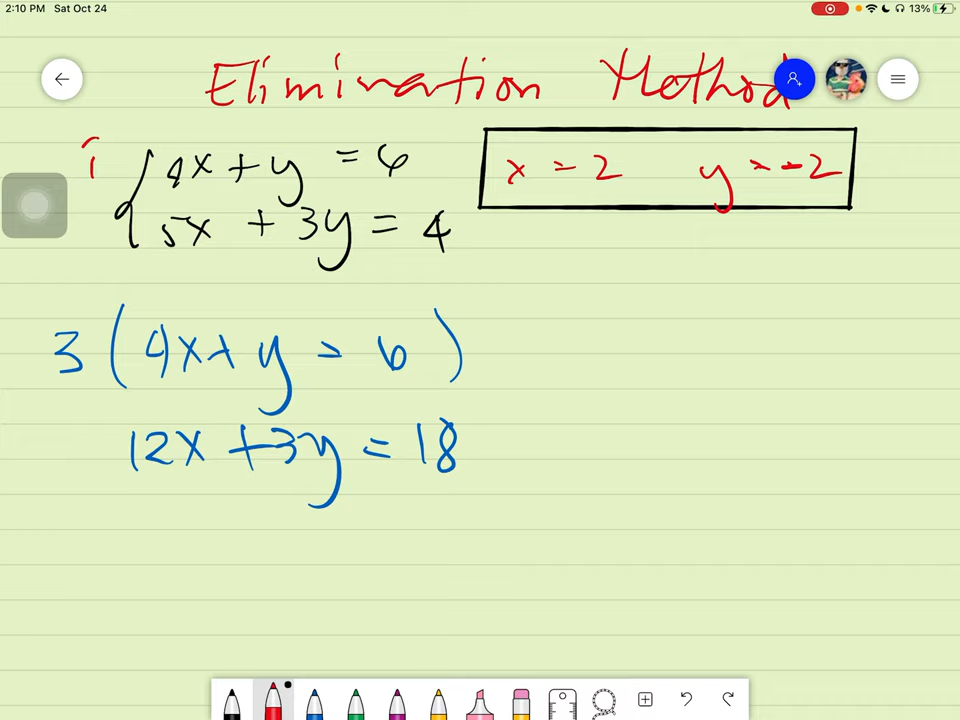 2:10 PM Sat Oct 24 13%
Elimination Method
i
4x + y = 6
x = 2 y = -2
5x + 3y = 4
3 ( 4x + y = 6 )
12x + 3y = 18